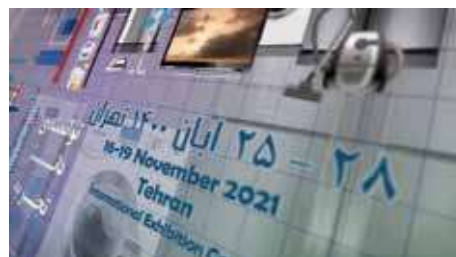 ۲۵ – ۲۸ آبان ۱۴۰۰ تهران
16-19 November 2021
Tehran
International Exhibition